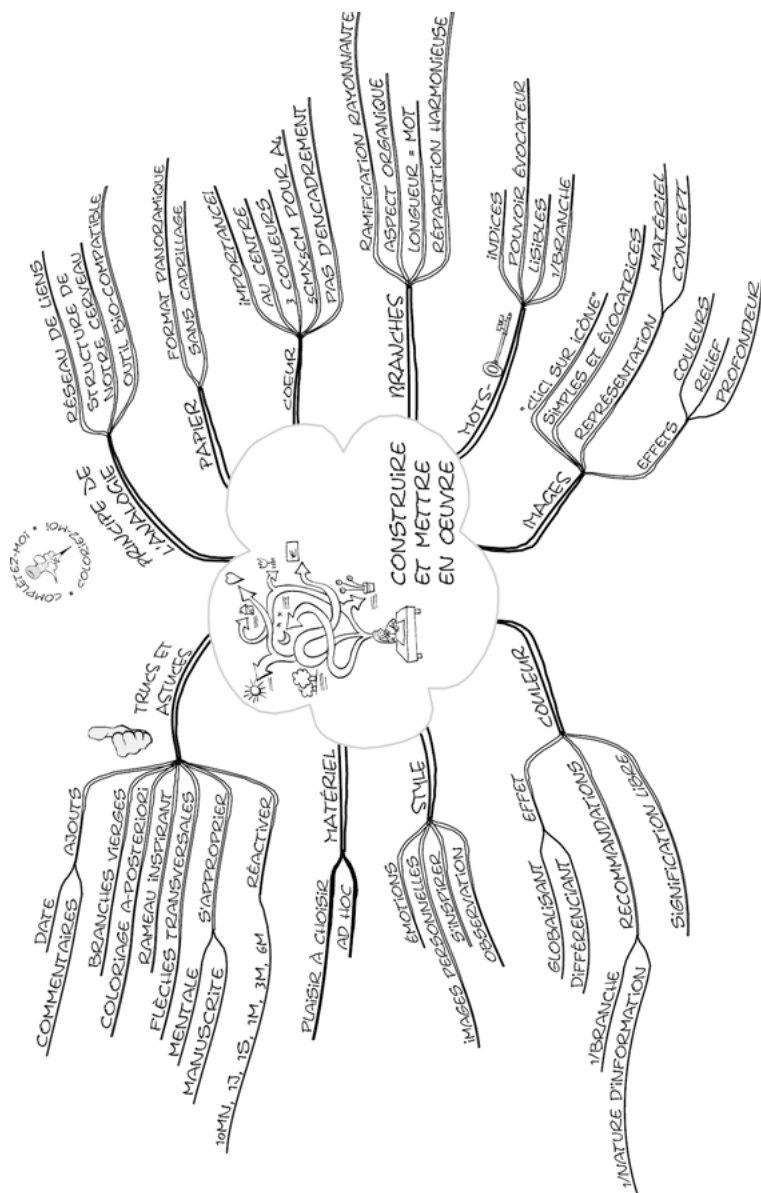 CONSTRUIRE
ET METTRE
EN ŒUVRE
* COMPLÉTEZ-MOI * COLORIEZ-MOI
PRINCIPE DE
L'ANALOGIE
RÉSEAU DE LIENS
STRUCTURE DE
NOTRE CERVEAU
OUTIL BIO-COMPATIBLE
PAPIER
FORMAT PANORAMIQUE
SANS CADRILLAGE
COEUR
IMPORTANCE!
AU CENTRE
3 COULEURS
5CMX5CM POUR A4
PAS D'ENCADREMENT
BRANCHES
RAMIFICATION RAYONNANTE
ASPECT ORGANIQUE
LONGUEUR = MOT
RÉPARTITION HARMONIEUSE
MOTS-
INDICES
POUVOIR ÉVOCATEUR
LISIBLES
1/BRANCHE
IMAGES
"CLICI SUR ICÔNE"
SIMPLES ET ÉVOCATRICES
REPRÉSENTATION
MATÉRIEL
CONCEPT
EFFETS
COULEURS
RELIEF
PROFONDEUR
COULEUR
EFFET
GLOBALISANT
DIFFÉRENCIANT
RECOMMANDATIONS
1/BRANCHE
1/NATURE D'INFORMATION
SIGNIFICATION LIBRE
STYLE
ÉMOTIONS
IMAGES PERSONNELLES
S'INSPIRER
OBSERVATION
MATÉRIEL
PLAISIR À CHOISIR
AD HOC
TRUCS ET
ASTUCES
AJOUTS
DATE
COMMENTAIRES
BRANCHES VIERGES
COLORIAGE A-POSTERIORI
RAMEAU INSPIRANT
FLÈCHES TRANSVERSALES
S'APPROPRIER
MENTALE
MANUSCRITE
RÉACTIVER
10MN, 1J, 1S, 1M, 3M, 6M